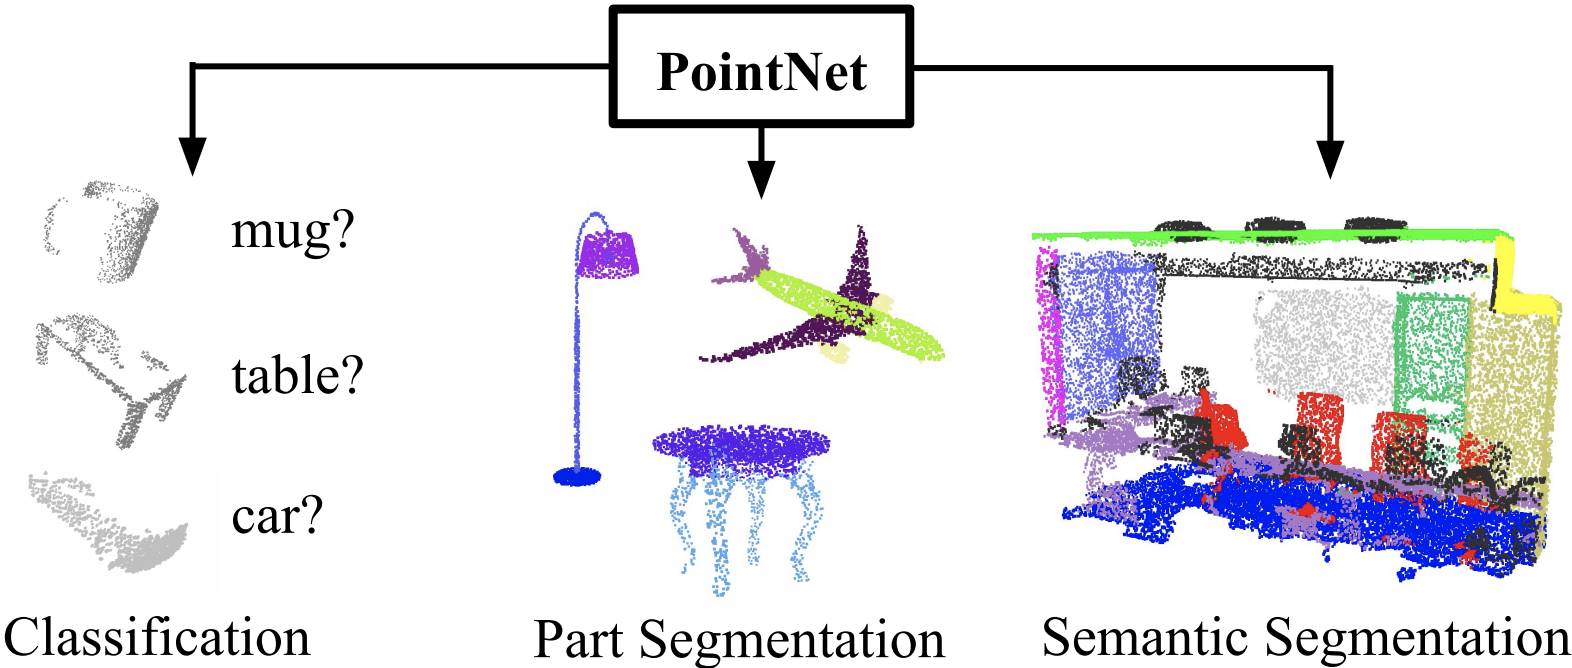 PointNet
mug?
table?
car?
Classification
Part Segmentation
Semantic Segmentation